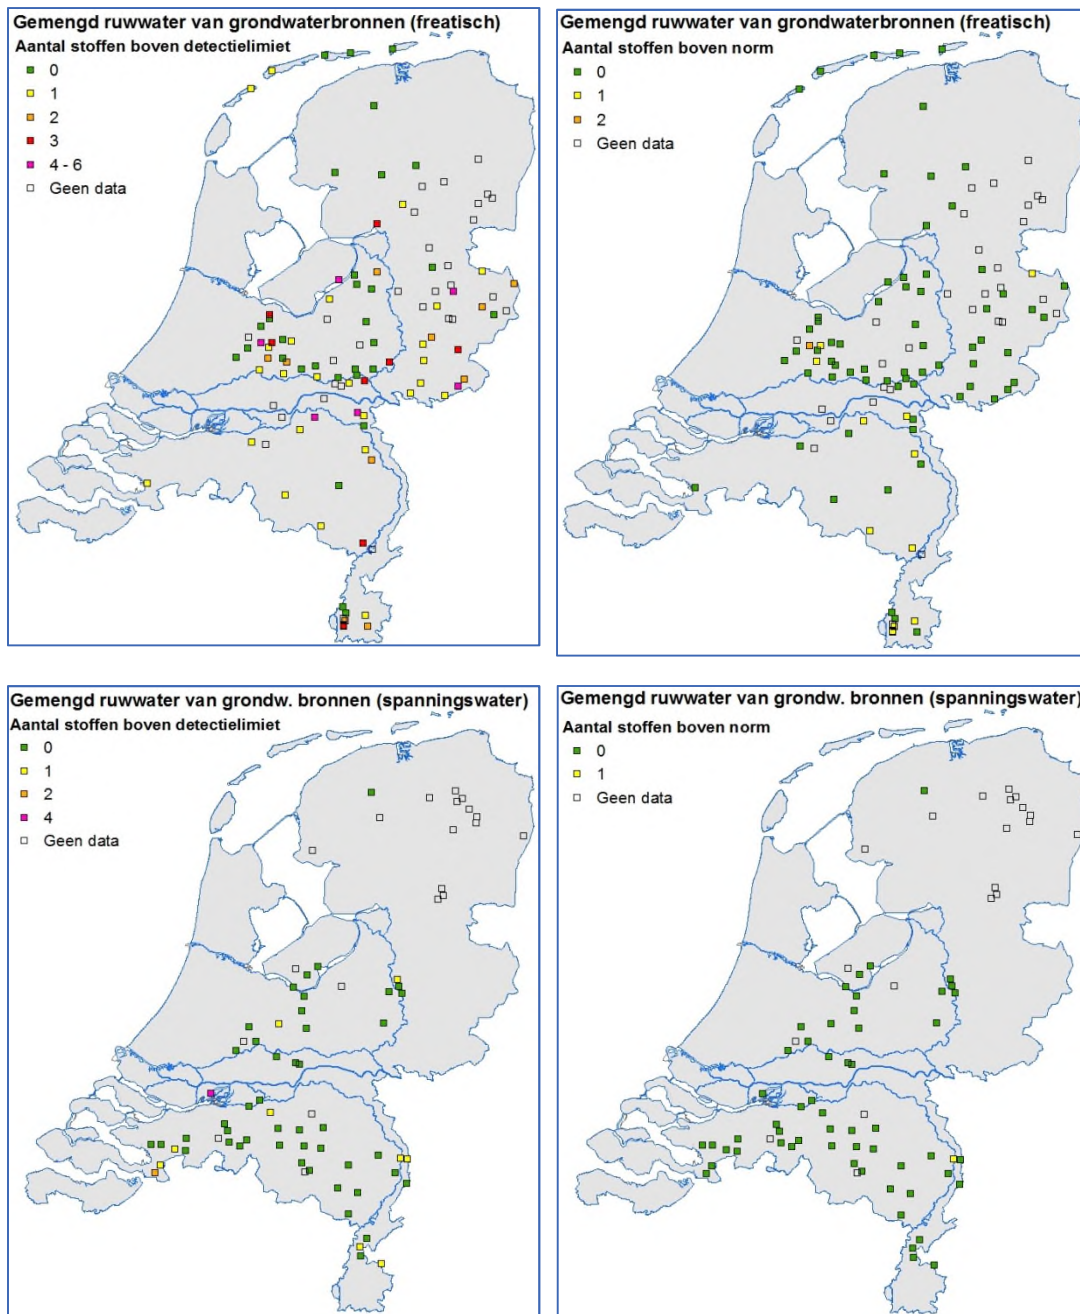 Gemengd ruwwater van grondwaterbronnen (freatisch)
Aantal stoffen boven detectielimiet
0
1
2
3
4 - 6
Geen data
Gemengd ruwwater van grondwaterbronnen (freatisch)
Aantal stoffen boven norm
0
1
2
Geen data
Gemengd ruwwater van grondw. bronnen (spanningswater)
Aantal stoffen boven detectielimiet
0
1
2
4
Geen data
Gemengd ruwwater van grondw. bronnen (spanningswater)
Aantal stoffen boven norm
0
1
Geen data